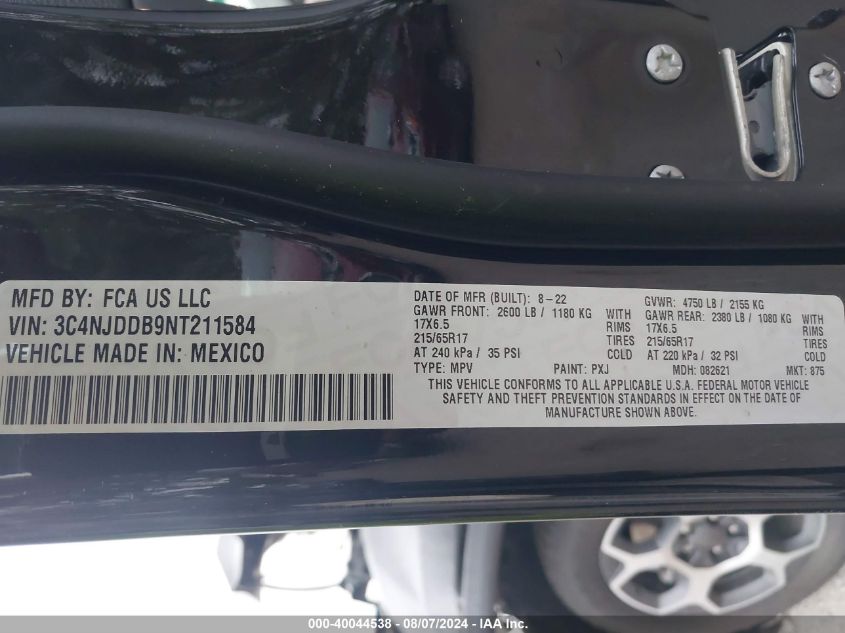 MFD BY: FCA US LLC
VIN: 3C4NJDDB9NT211584
VEHICLE MADE IN: MEXICO
DATE OF MFR (BUILT): 8-22 GVWR: 4750 LB / 2155 KG
GAWR FRONT: 2600 LB / 1180 KG WITH GAWR REAR: 2380 LB / 1080 KG WITH
17X6.5 RIMS 17X6.5 RIMS
215/65R17 TIRES 215/65R17 TIRES
AT 240 kPa / 35 PSI COLD AT 220 kPa / 32 PSI COLD
TYPE: MPV PAINT: PXJ MDH: 082621 MKT: 875
THIS VEHICLE CONFORMS TO ALL APPLICABLE U.S.A. FEDERAL MOTOR VEHICLE
SAFETY AND THEFT PREVENTION STANDARDS IN EFFECT ON THE DATE OF
MANUFACTURE SHOWN ABOVE.
000-40044538 - 08/07/2024 - IAA Inc.